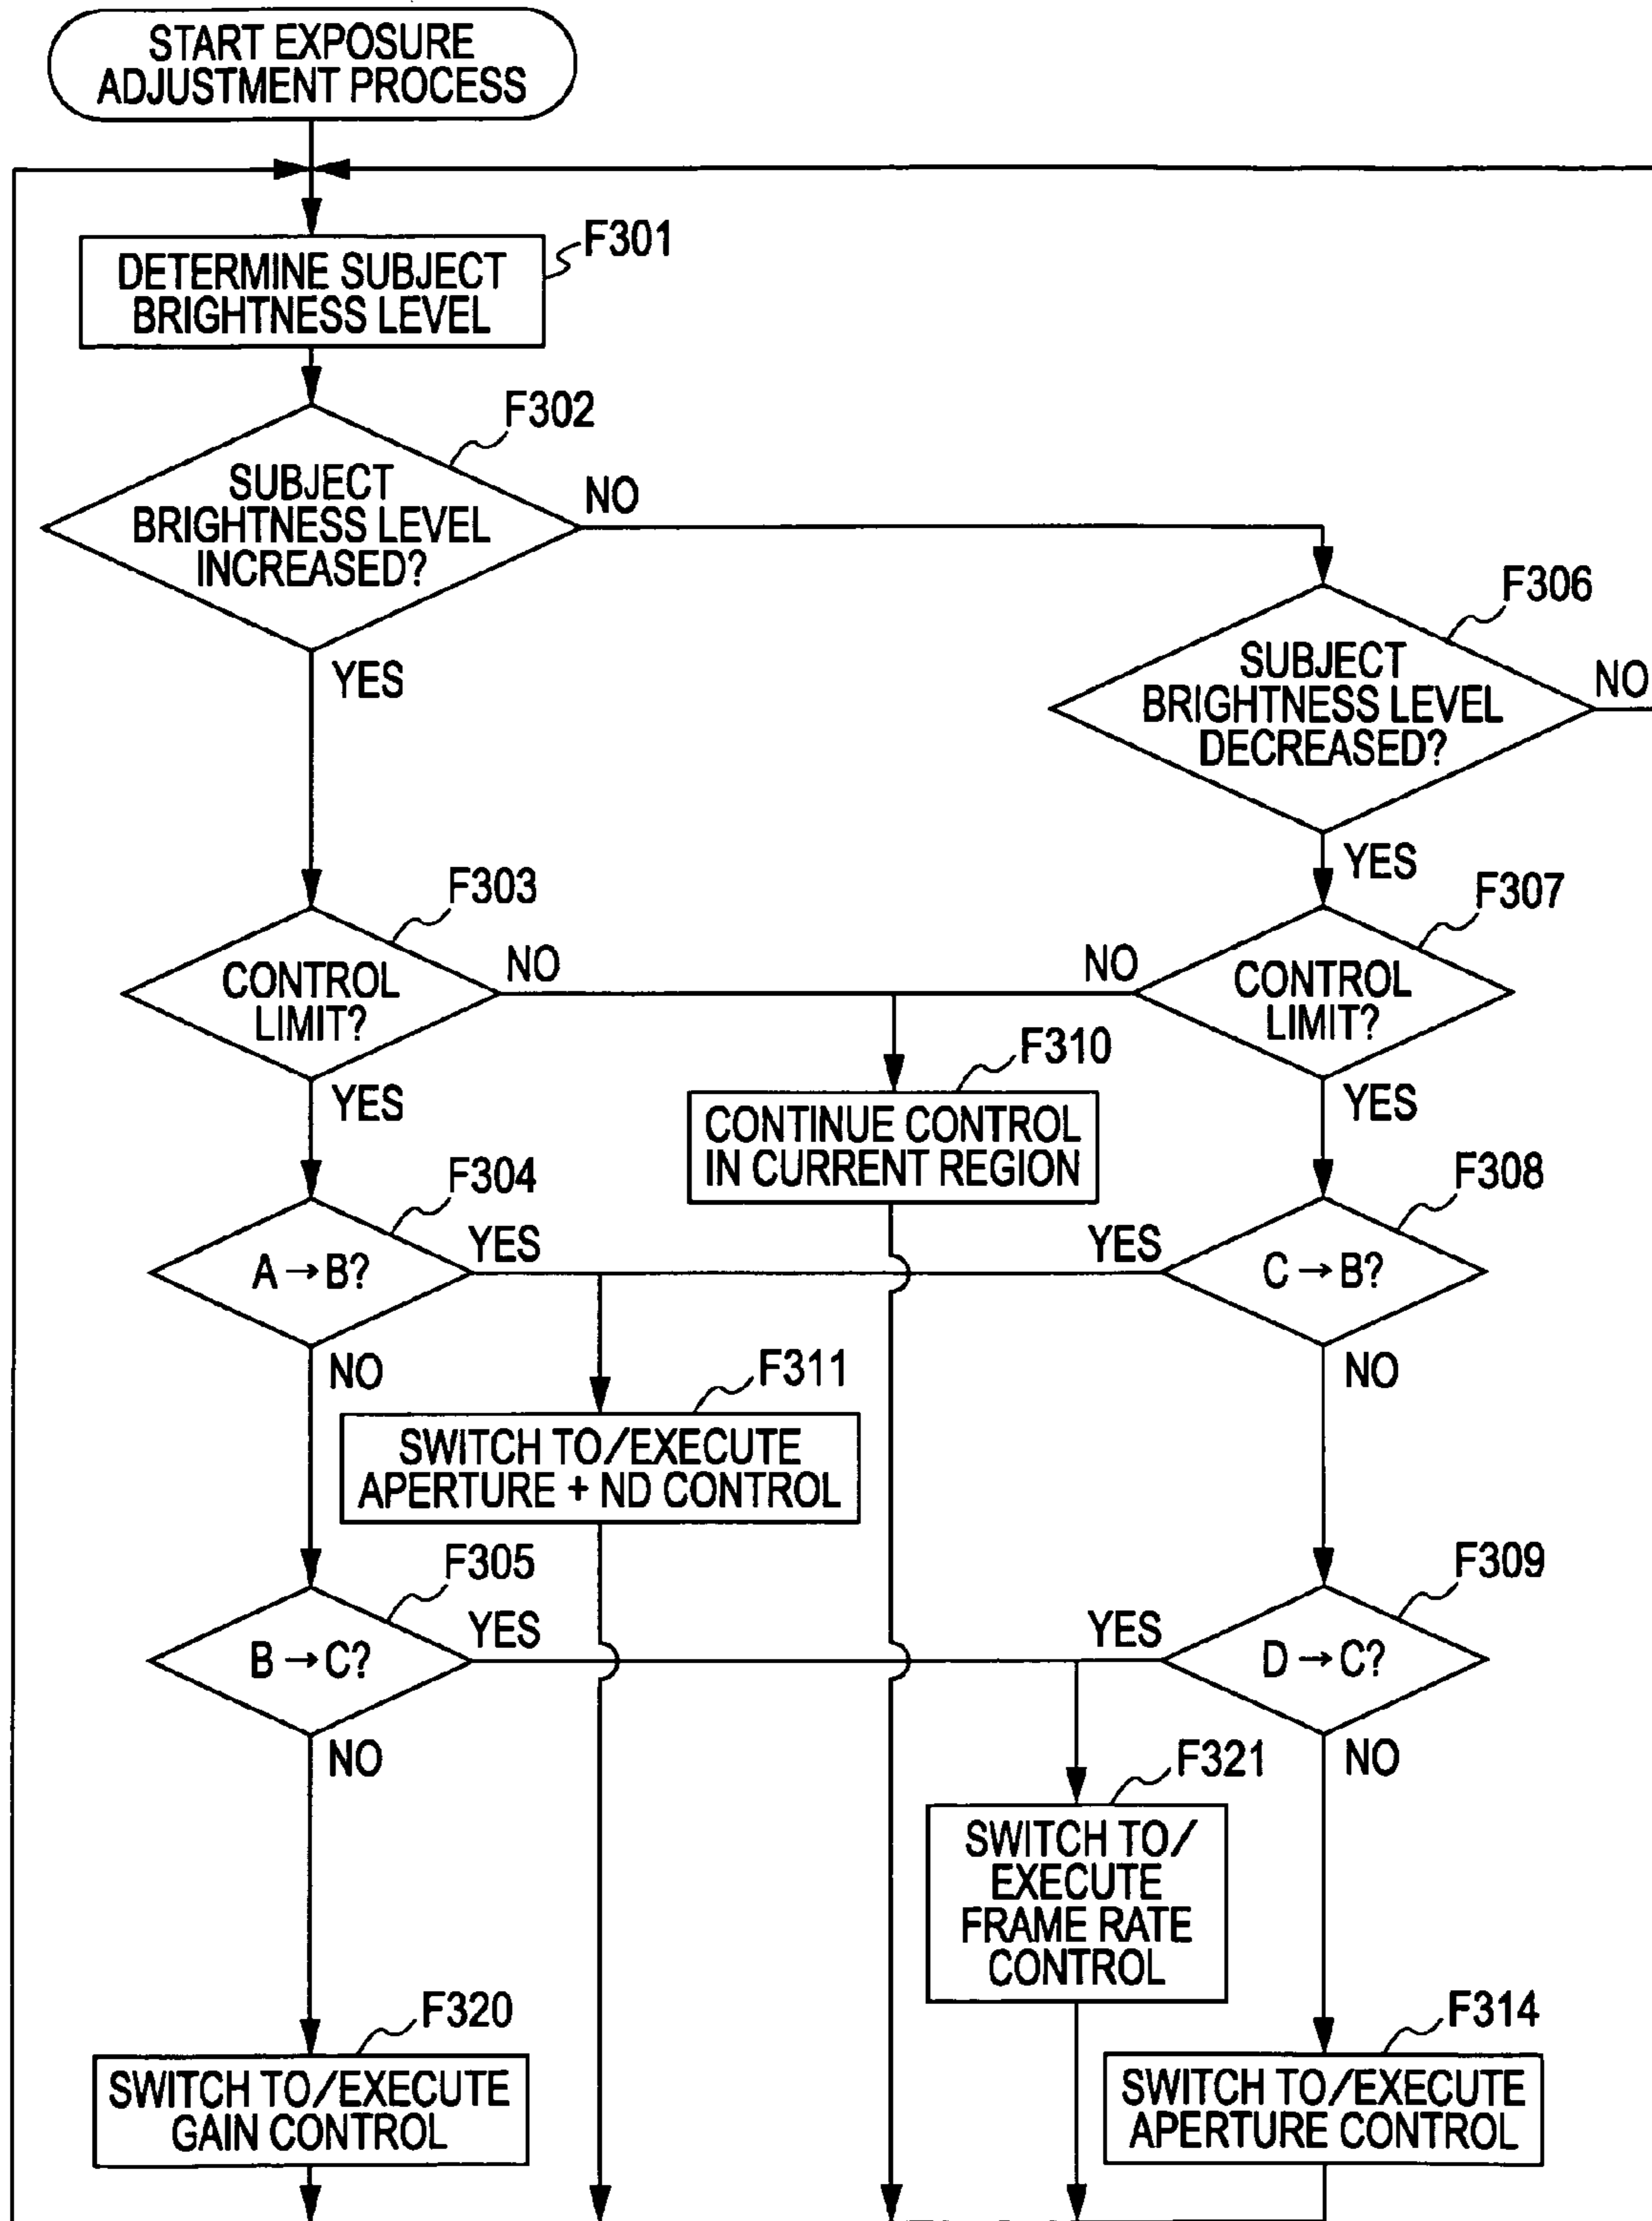 START EXPOSURE
ADJUSTMENT PROCESS
F301
DETERMINE SUBJECT
BRIGHTNESS LEVEL
F302
SUBJECT
BRIGHTNESS LEVEL
INCREASED?
NO
YES
F306
SUBJECT
BRIGHTNESS LEVEL
DECREASED?
NO
YES
F303
CONTROL
LIMIT?
NO
YES
F307
CONTROL
LIMIT?
NO
YES
F310
CONTINUE CONTROL
IN CURRENT REGION
F304
A→B?
YES
NO
F308
C→B?
YES
NO
F311
SWITCH TO/EXECUTE
APERTURE + ND CONTROL
F305
B→C?
YES
NO
F309
D→C?
YES
NO
F321
SWITCH TO/
EXECUTE
FRAME RATE
CONTROL
F320
SWITCH TO/EXECUTE
GAIN CONTROL
F314
SWITCH TO/EXECUTE
APERTURE CONTROL